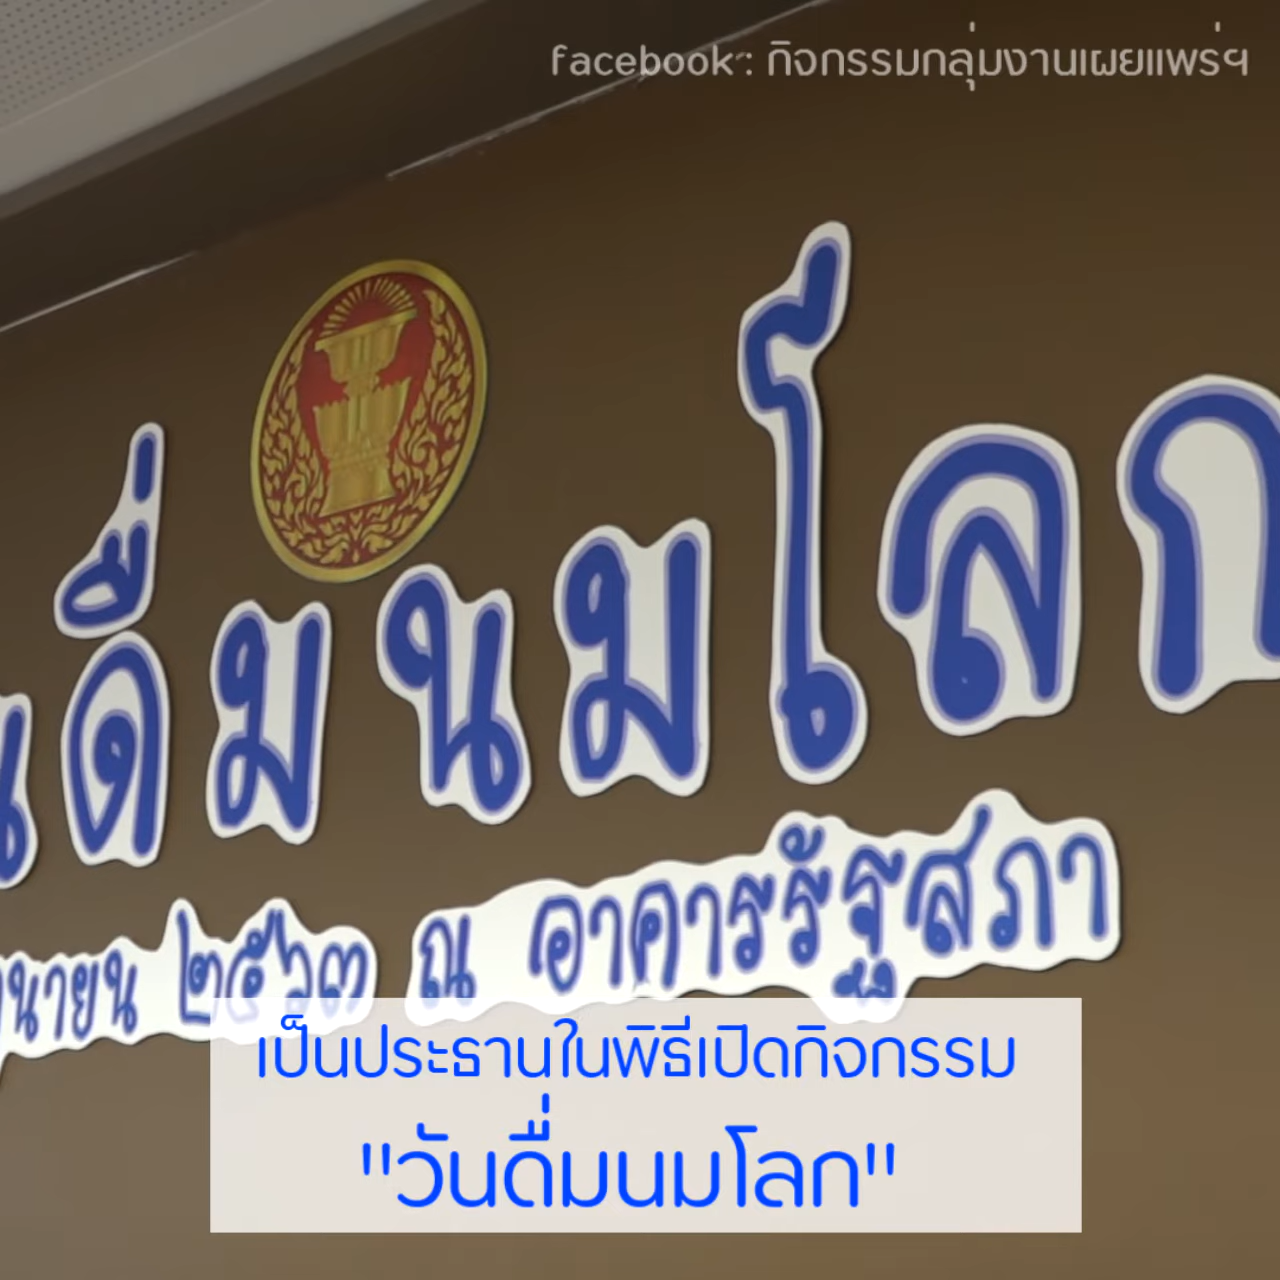 facebook : กิจกรรมกลุ่มงานเผยแพร่ฯ
นดื่มนมโลก
นายน ๒๕๖๓ ณ อาคารรัฐสภา
เป็นประธานในพิธีเปิดกิจกรรม
"วันดื่มนมโลก"